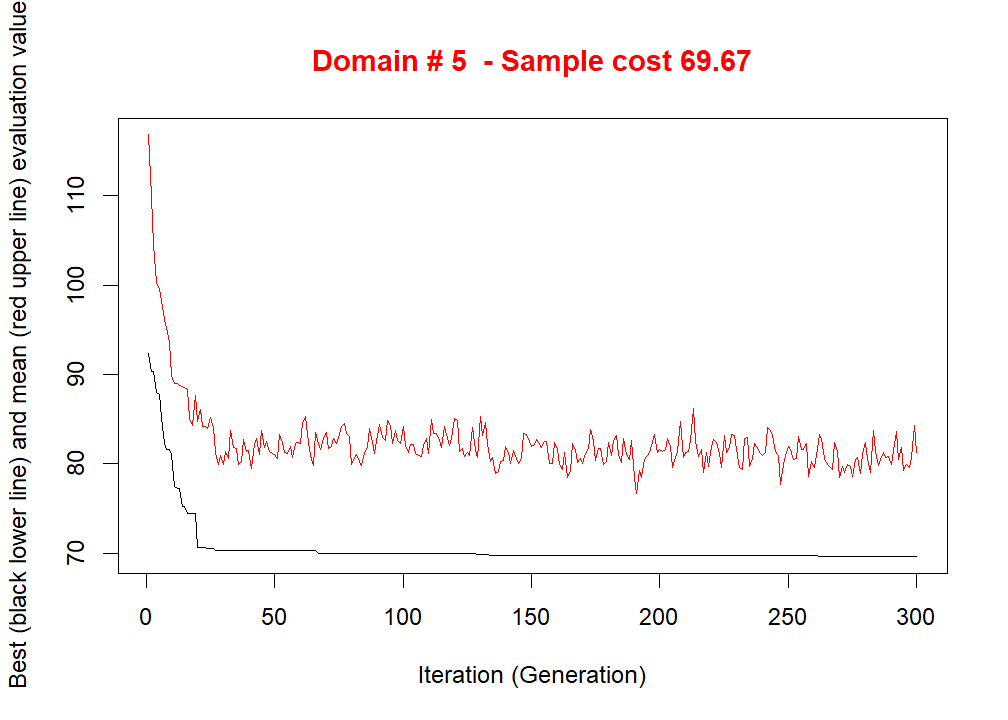 Domain # 5  - Sample cost 69.67
Best (black lower line) and mean (red upper line) evaluation value
110
100
90
80
70
0 50 100 150 200 250 300
Iteration (Generation)